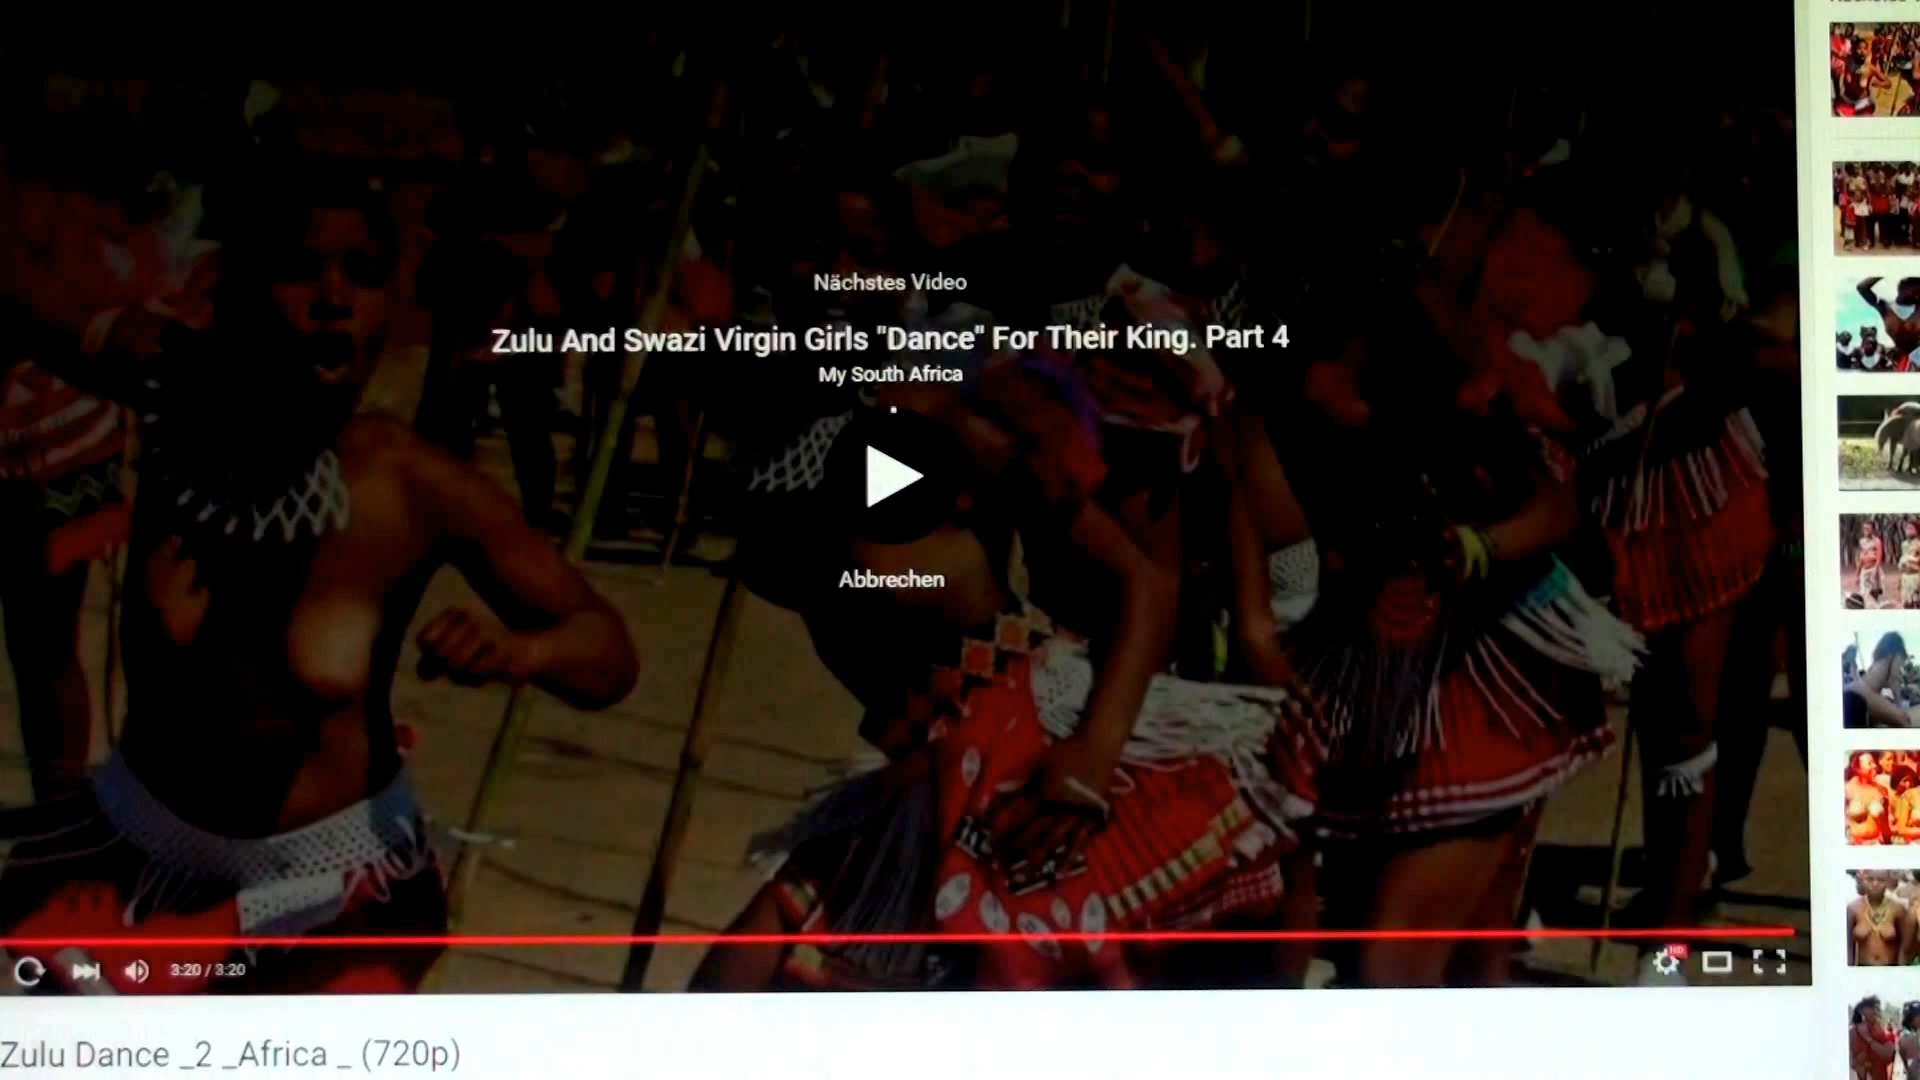 Nächstes Video
Zulu And Swazi Virgin Girls "Dance" For Their King. Part 4
My South Africa
Abbrechen
3:20 / 3:20
HD
Zulu Dance _2 _Africa _ (720p)